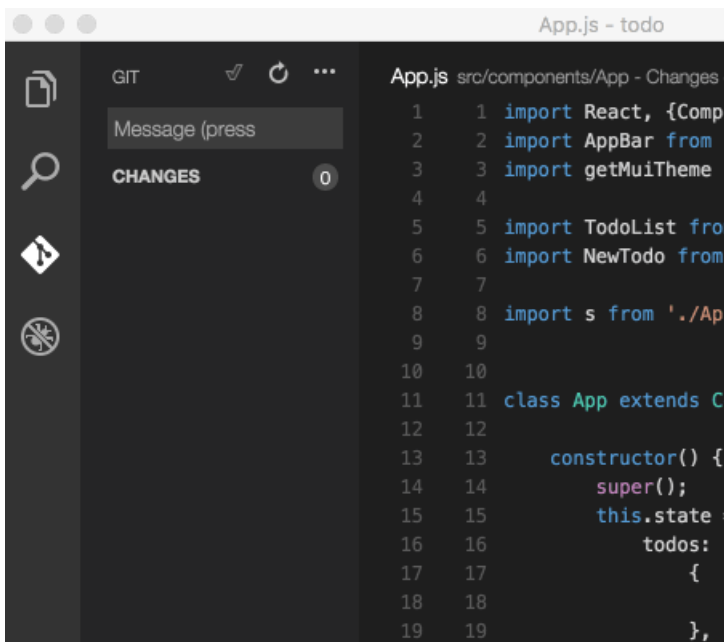 App.js - todo
GIT
Message (press
CHANGES 0
App.js src/components/App - Changes
1 1 import React, {Comp
2 2 import AppBar from
3 3 import getMuiTheme
4 4
5 5 import TodoList fro
6 6 import NewTodo from
7 7
8 8 import s from './Ap
9 9
10 10
11 11 class App extends C
12 12
13 13 constructor() {
14 14 super();
15 15 this.state =
16 16 todos:
17 17 {
18 18
19 19 },